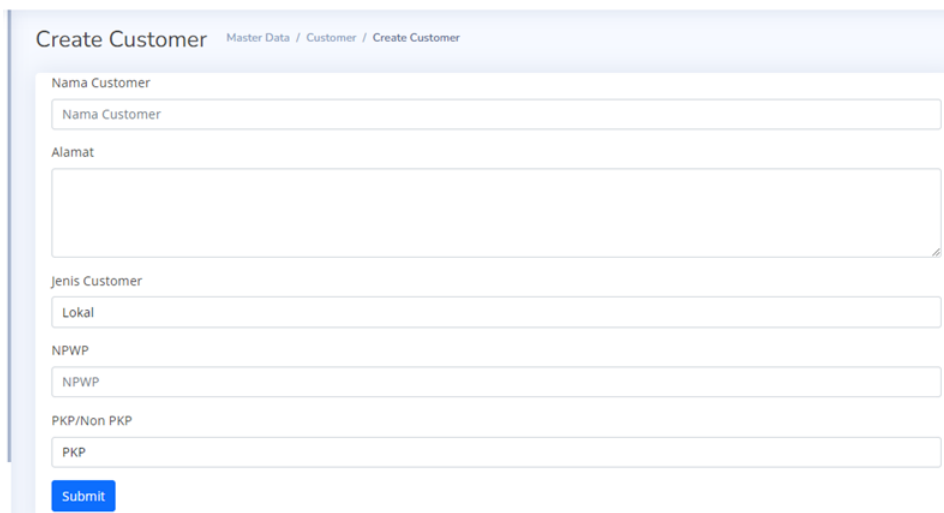 Create Customer Master Data / Customer / Create Customer
Nama Customer
Nama Customer
Alamat
Jenis Customer
Lokal
NPWP
NPWP
PKP/Non PKP
PKP
Submit